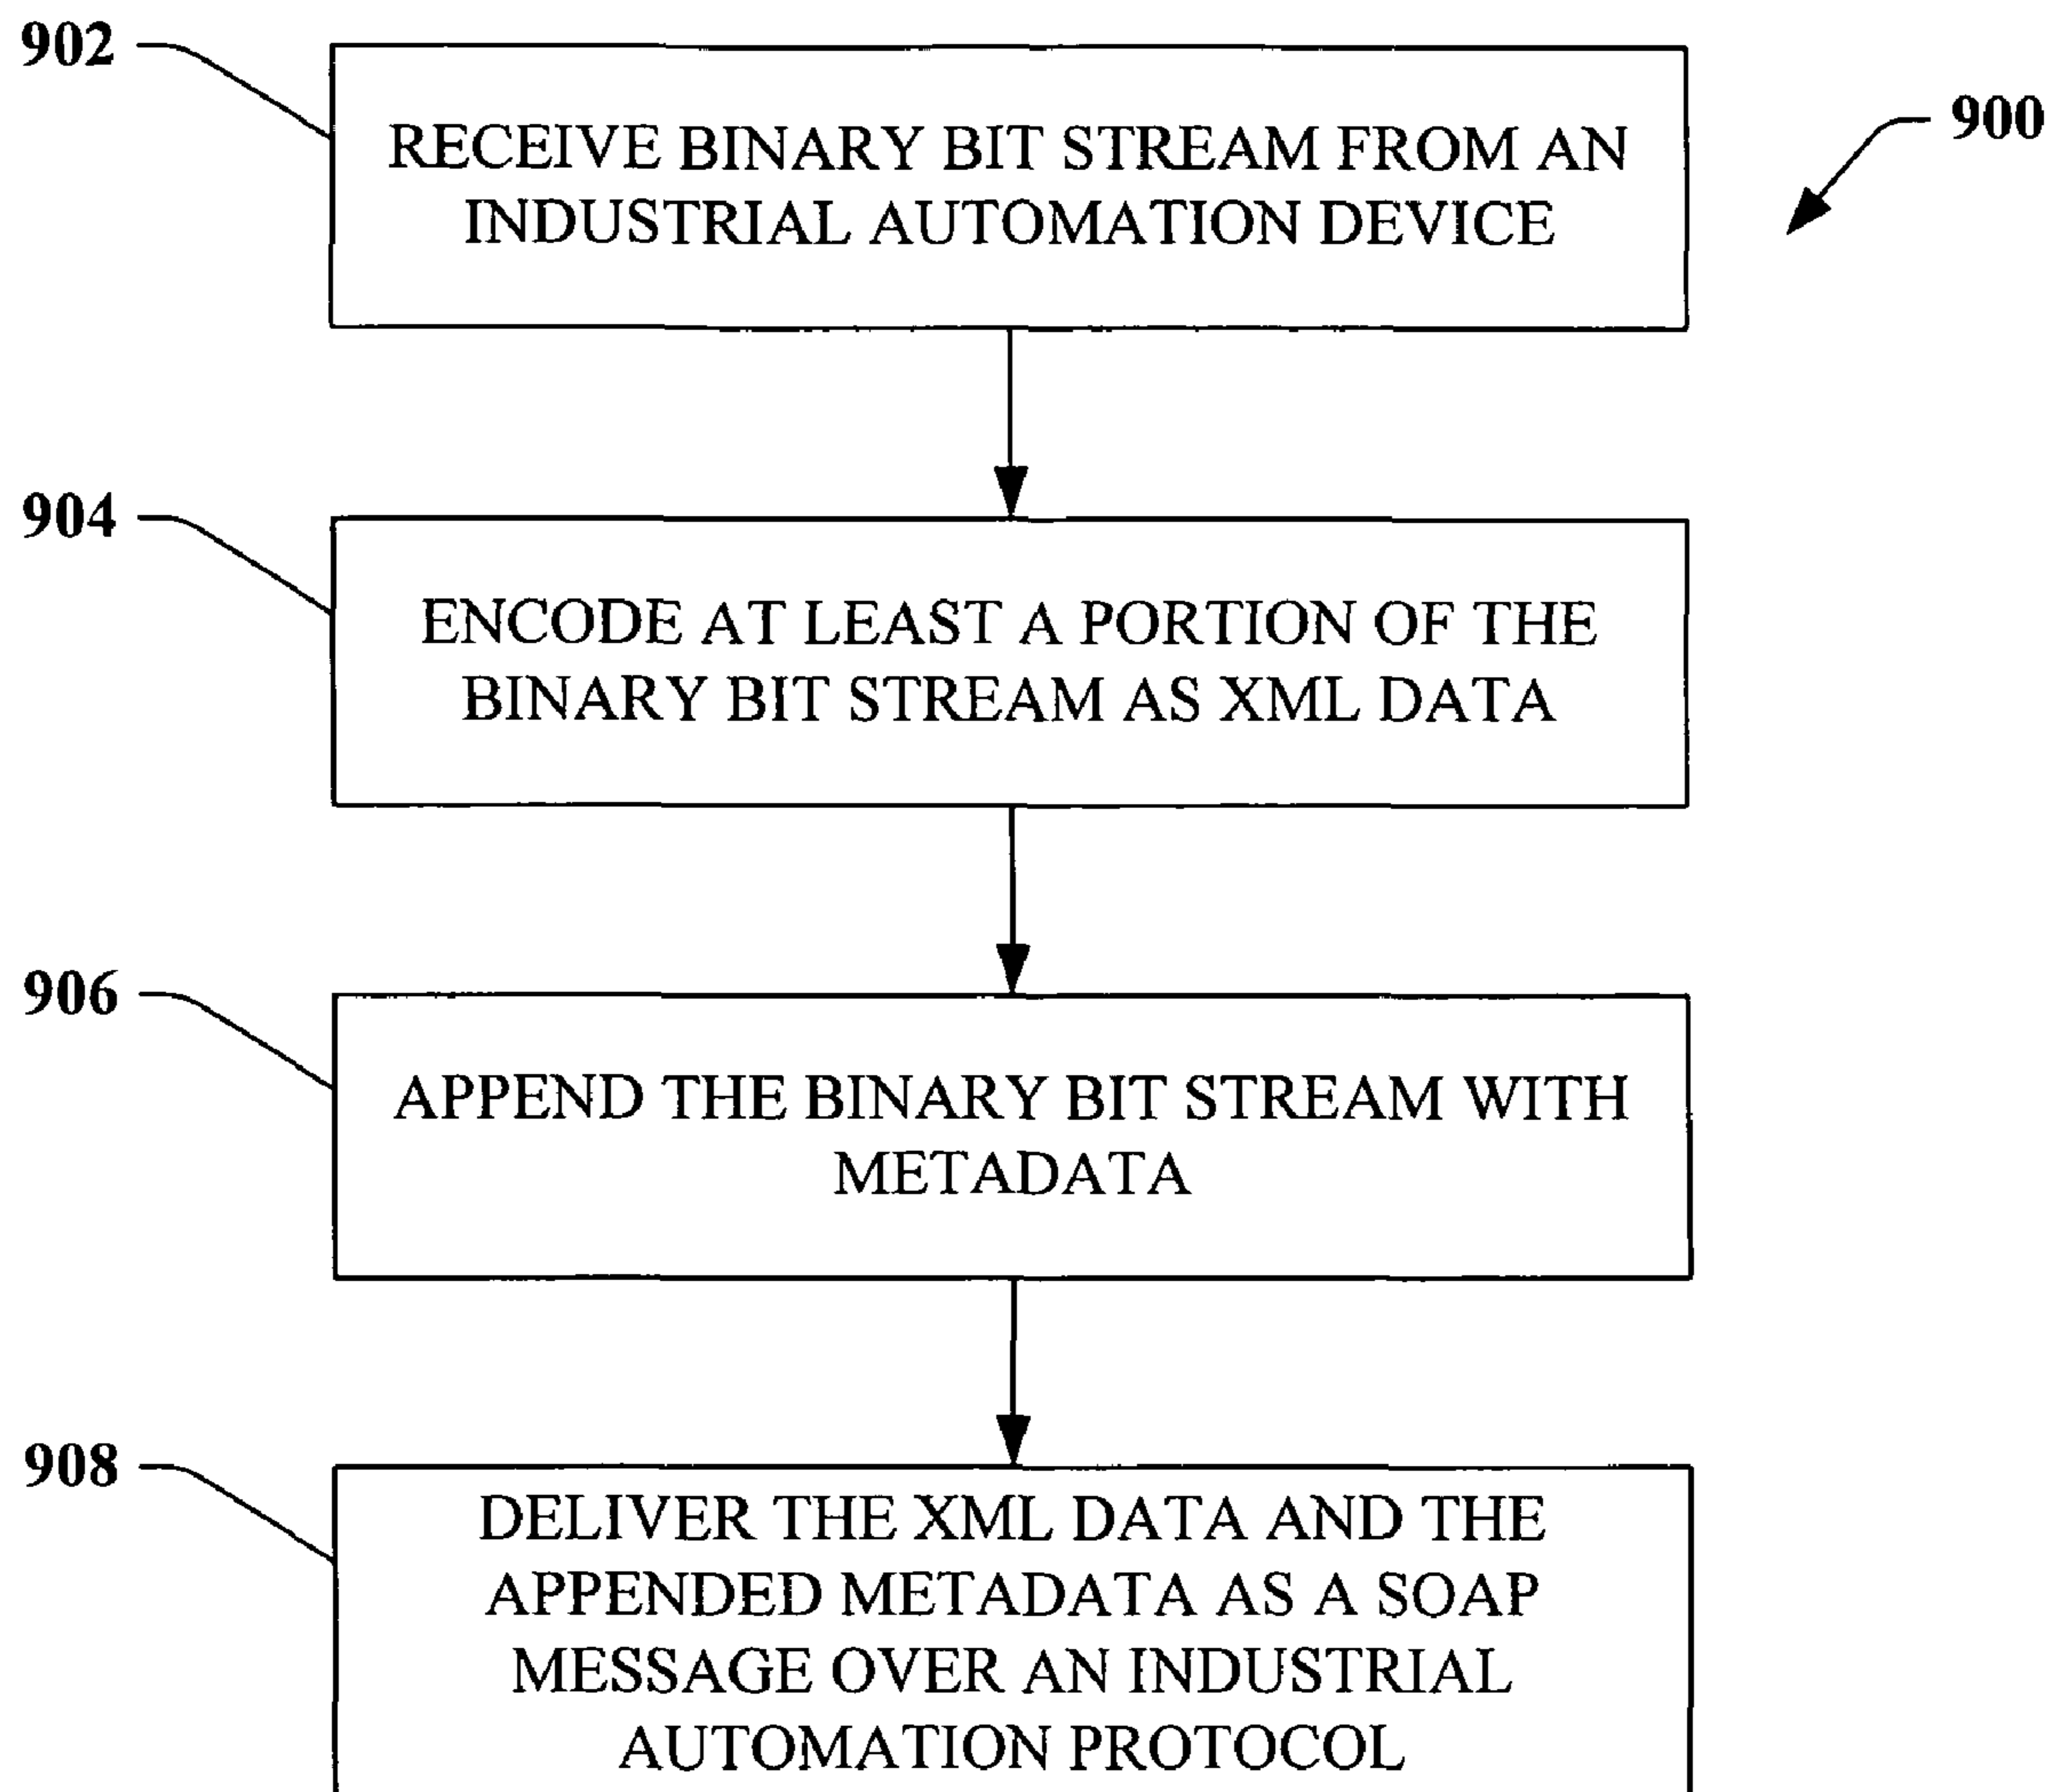 902
RECEIVE BINARY BIT STREAM FROM AN
INDUSTRIAL AUTOMATION DEVICE
900
904
ENCODE AT LEAST A PORTION OF THE
BINARY BIT STREAM AS XML DATA
906
APPEND THE BINARY BIT STREAM WITH
METADATA
908
DELIVER THE XML DATA AND THE
APPENDED METADATA AS A SOAP
MESSAGE OVER AN INDUSTRIAL
AUTOMATION PROTOCOL